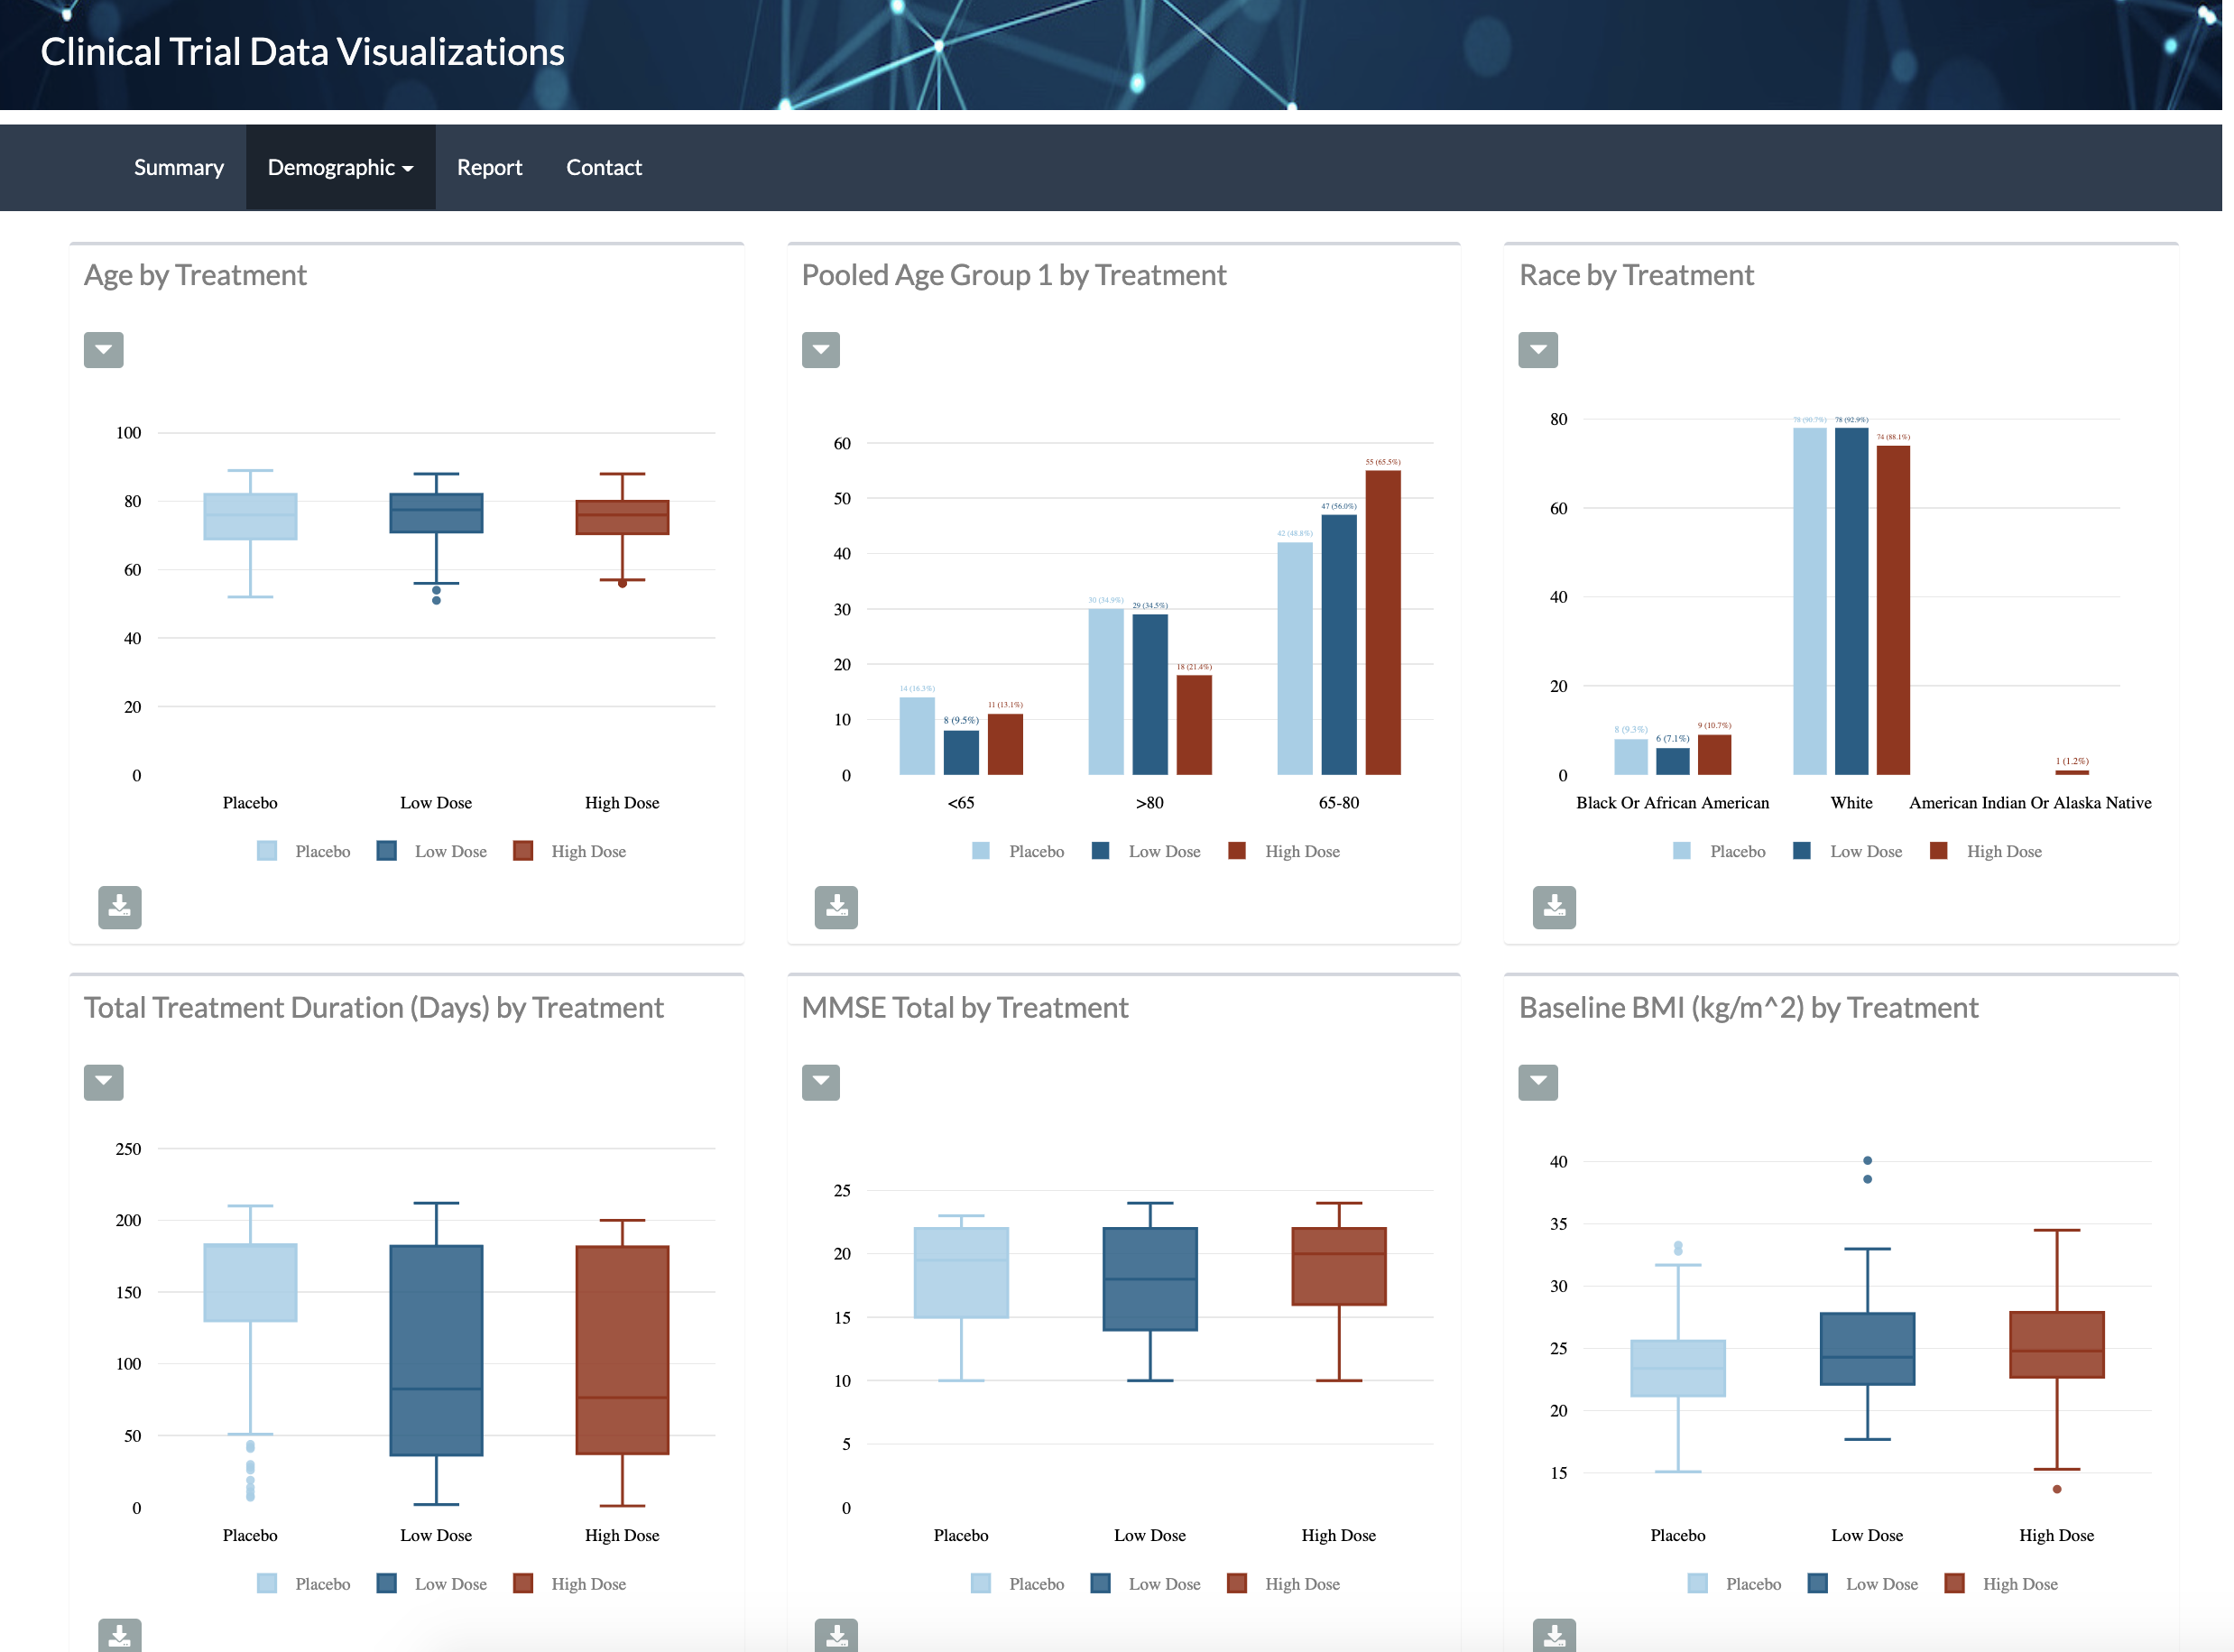 Clinical Trial Data Visualizations
Summary Demographic Report Contact
Age by Treatment
100
80
60
40
20
0
Placebo Low Dose High Dose
Placebo Low Dose High Dose
Pooled Age Group 1 by Treatment
60
50
40
30
20
10
0
14 (16.3%) 8 (9.5%) 11 (13.1%)
30 (34.9%) 29 (34.5%) 18 (21.4%)
42 (48.8%) 47 (56.0%) 55 (65.5%)
<65 >80 65-80
Placebo Low Dose High Dose
Race by Treatment
80
60
40
20
0
8 (9.3%) 6 (7.1%) 9 (10.7%)
78 (90.7%) 78 (92.9%) 74 (88.1%)
1 (1.2%)
Black Or African American White American Indian Or Alaska Native
Placebo Low Dose High Dose
Total Treatment Duration (Days) by Treatment
250
200
150
100
50
0
Placebo Low Dose High Dose
Placebo Low Dose High Dose
MMSE Total by Treatment
25
20
15
10
5
0
Placebo Low Dose High Dose
Placebo Low Dose High Dose
Baseline BMI (kg/m^2) by Treatment
40
35
30
25
20
15
Placebo Low Dose High Dose
Placebo Low Dose High Dose